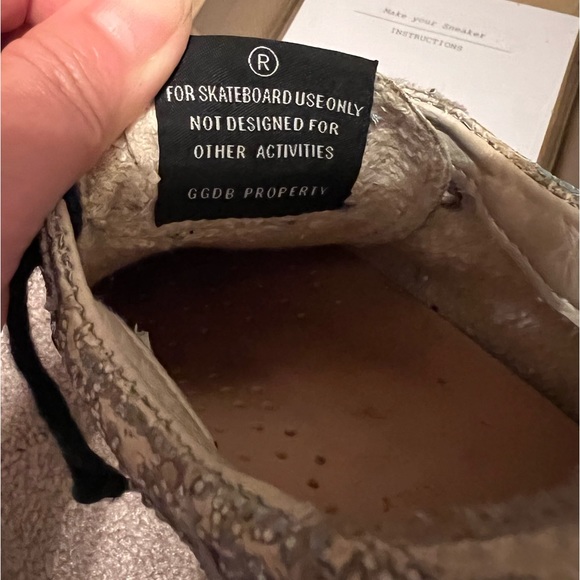 Make your Sneaker
INSTRUCTIONS
®
FOR SKATEBOARD USE ONLY
NOT DESIGNED FOR
OTHER ACTIVITIES
GGDB PROPERTY